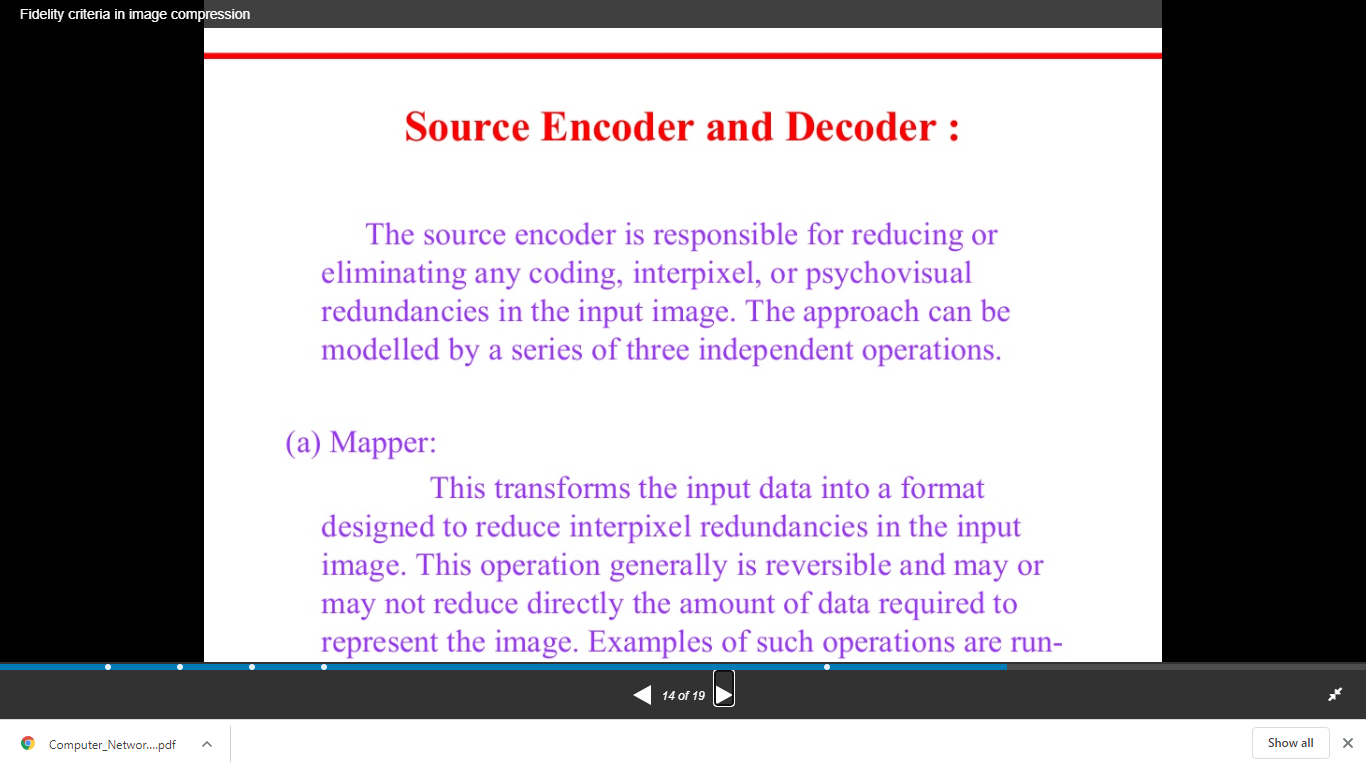 Fidelity criteria in image compression
Source Encoder and Decoder :
The source encoder is responsible for reducing or
eliminating any coding, interpixel, or psychovisual
redundancies in the input image. The approach can be
modelled by a series of three independent operations.
(a) Mapper:
This transforms the input data into a format
designed to reduce interpixel redundancies in the input
image. This operation generally is reversible and may or
may not reduce directly the amount of data required to
represent the image. Examples of such operations are run-
14 of 19
Computer_Networ....pdf
Show all